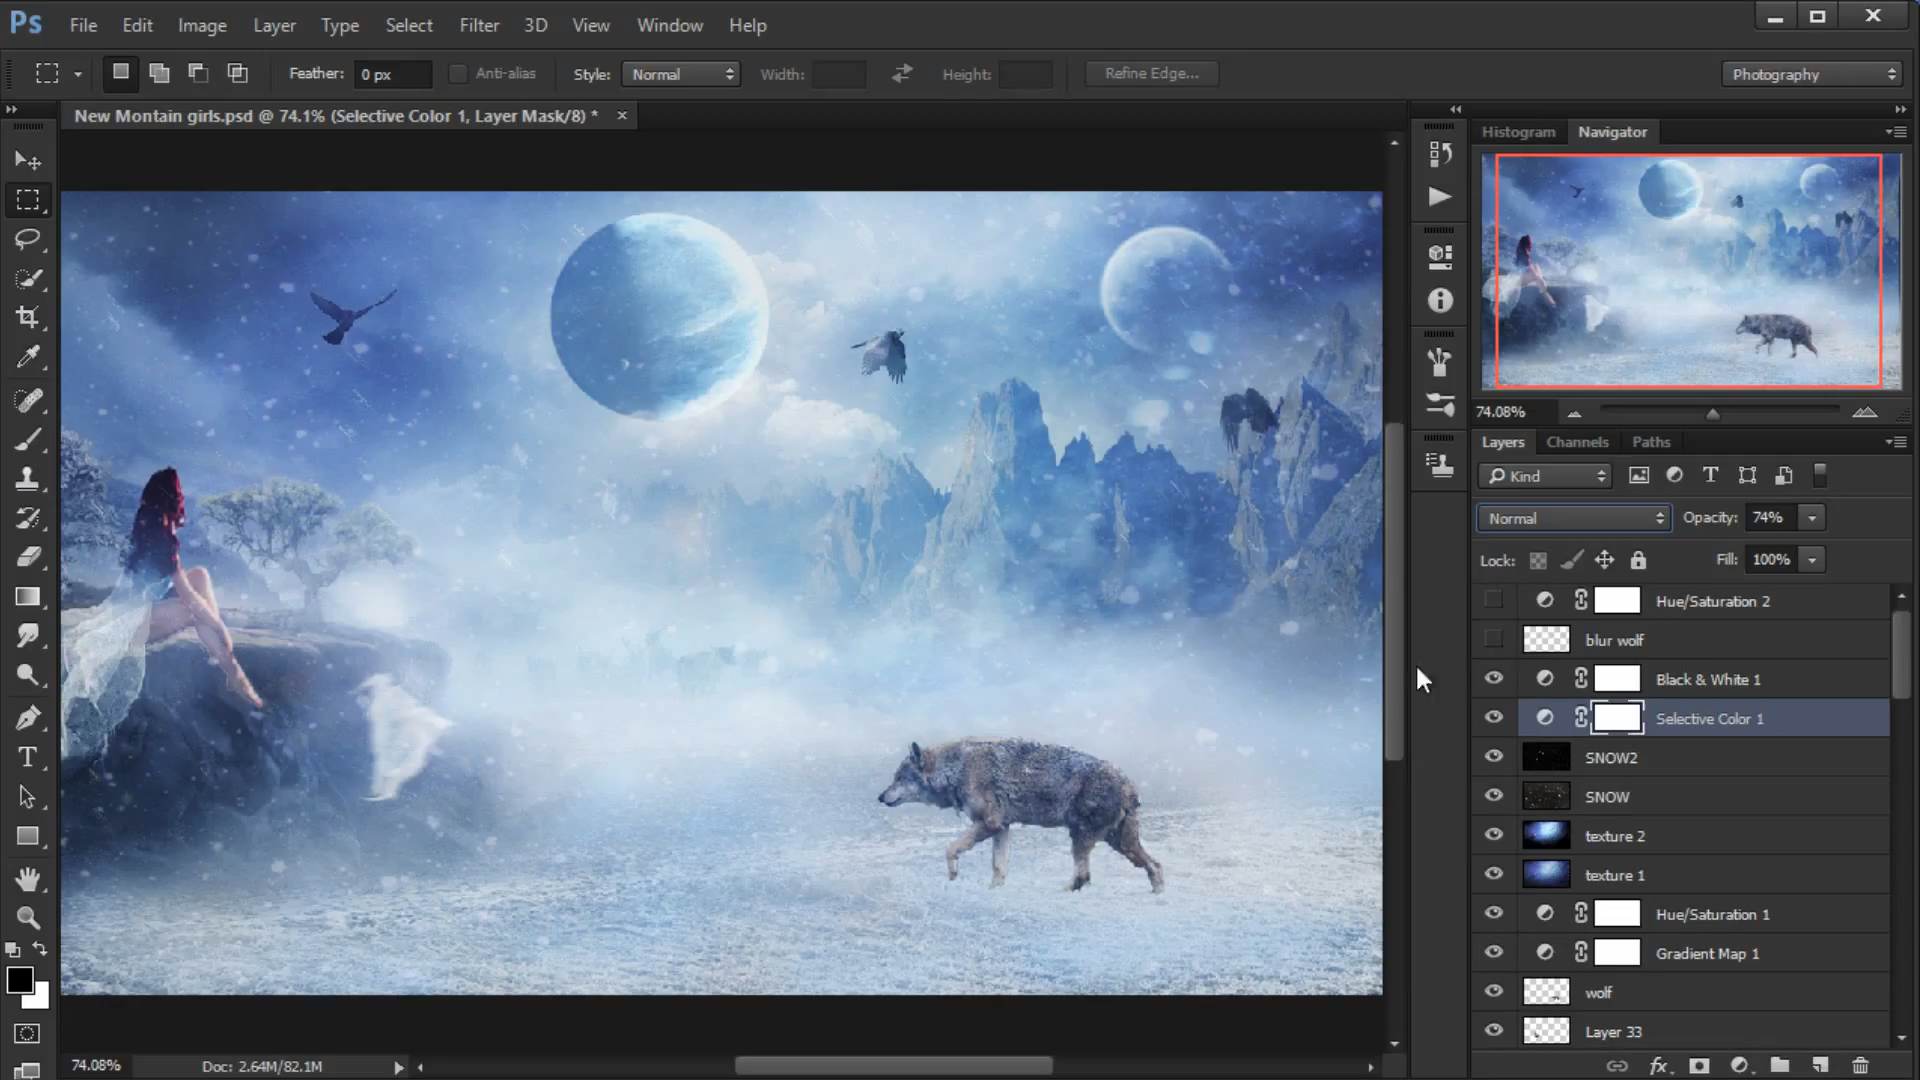 Ps File Edit Image Layer Type Select Filter 3D View Window Help
Feather: 0 px Anti-alias Style: Normal Width: Height: Refine Edge... Photography
New Montain girls.psd @ 74.1% (Selective Color 1, Layer Mask/8) * ×
Histogram Navigator
74.08%
Layers Channels Paths
Kind
Normal Opacity: 74%
Lock: Fill: 100%
Hue/Saturation 2
blur wolf
Black & White 1
Selective Color 1
SNOW2
SNOW
texture 2
texture 1
Hue/Saturation 1
Gradient Map 1
wolf
Layer 33
74.08% Doc: 2.64M/82.1M
fx